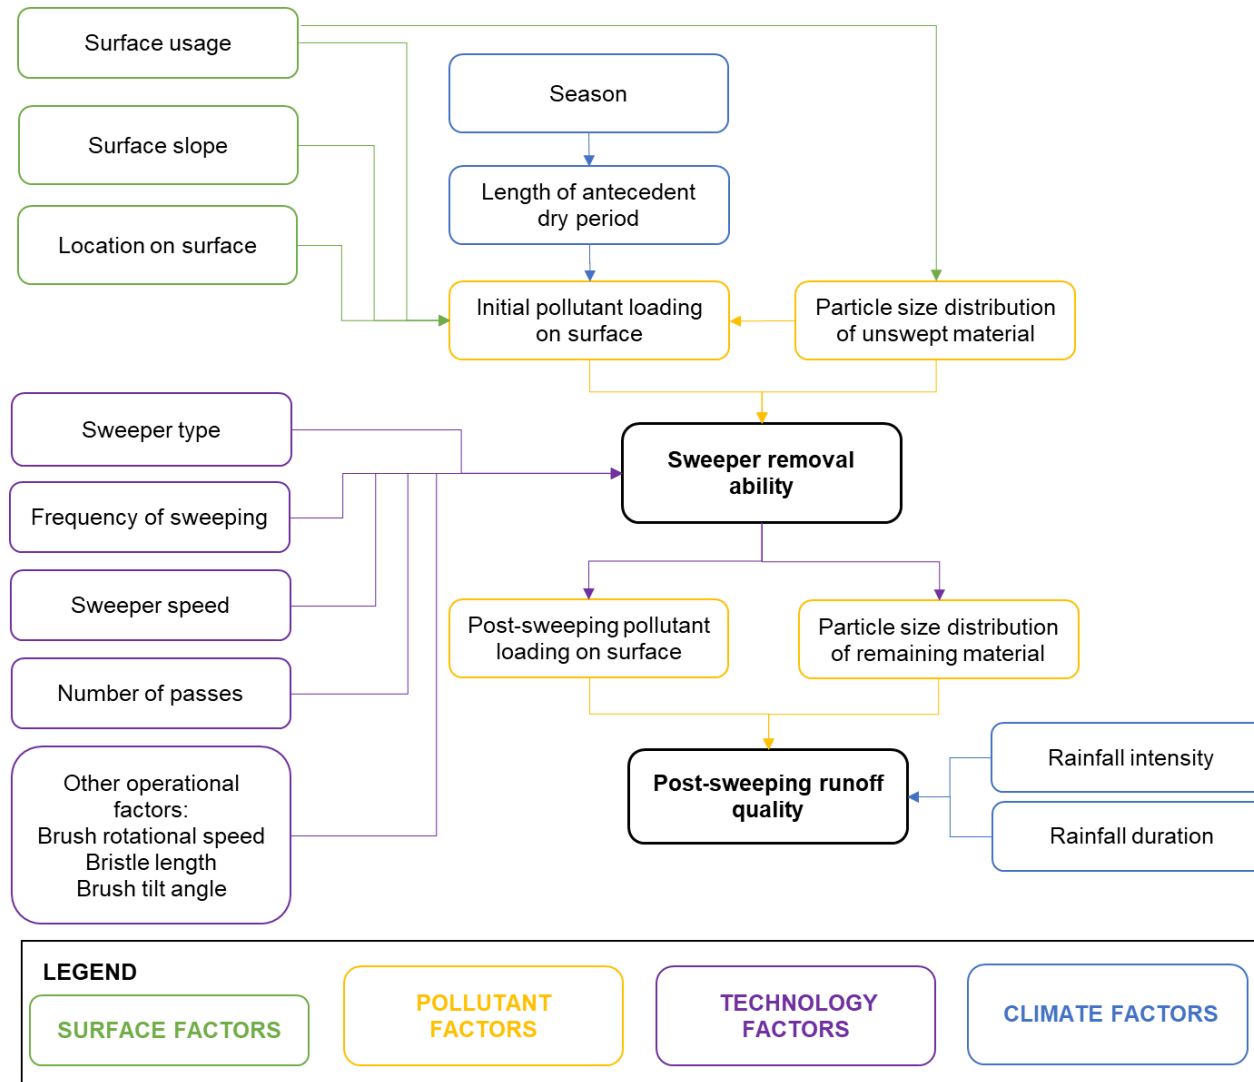 Surface usage
Season
Surface slope
Length of antecedent
dry period
Location on surface
Initial pollutant loading
on surface
Particle size distribution
of unswept material
Sweeper type
Sweeper removal
ability
Frequency of sweeping
Sweeper speed
Post-sweeping pollutant
loading on surface
Particle size distribution
of remaining material
Number of passes
Other operational
factors:
Brush rotational speed
Bristle length
Brush tilt angle
Post-sweeping runoff
quality
Rainfall intensity
Rainfall duration
LEGEND
SURFACE FACTORS
POLLUTANT
FACTORS
TECHNOLOGY
FACTORS
CLIMATE FACTORS